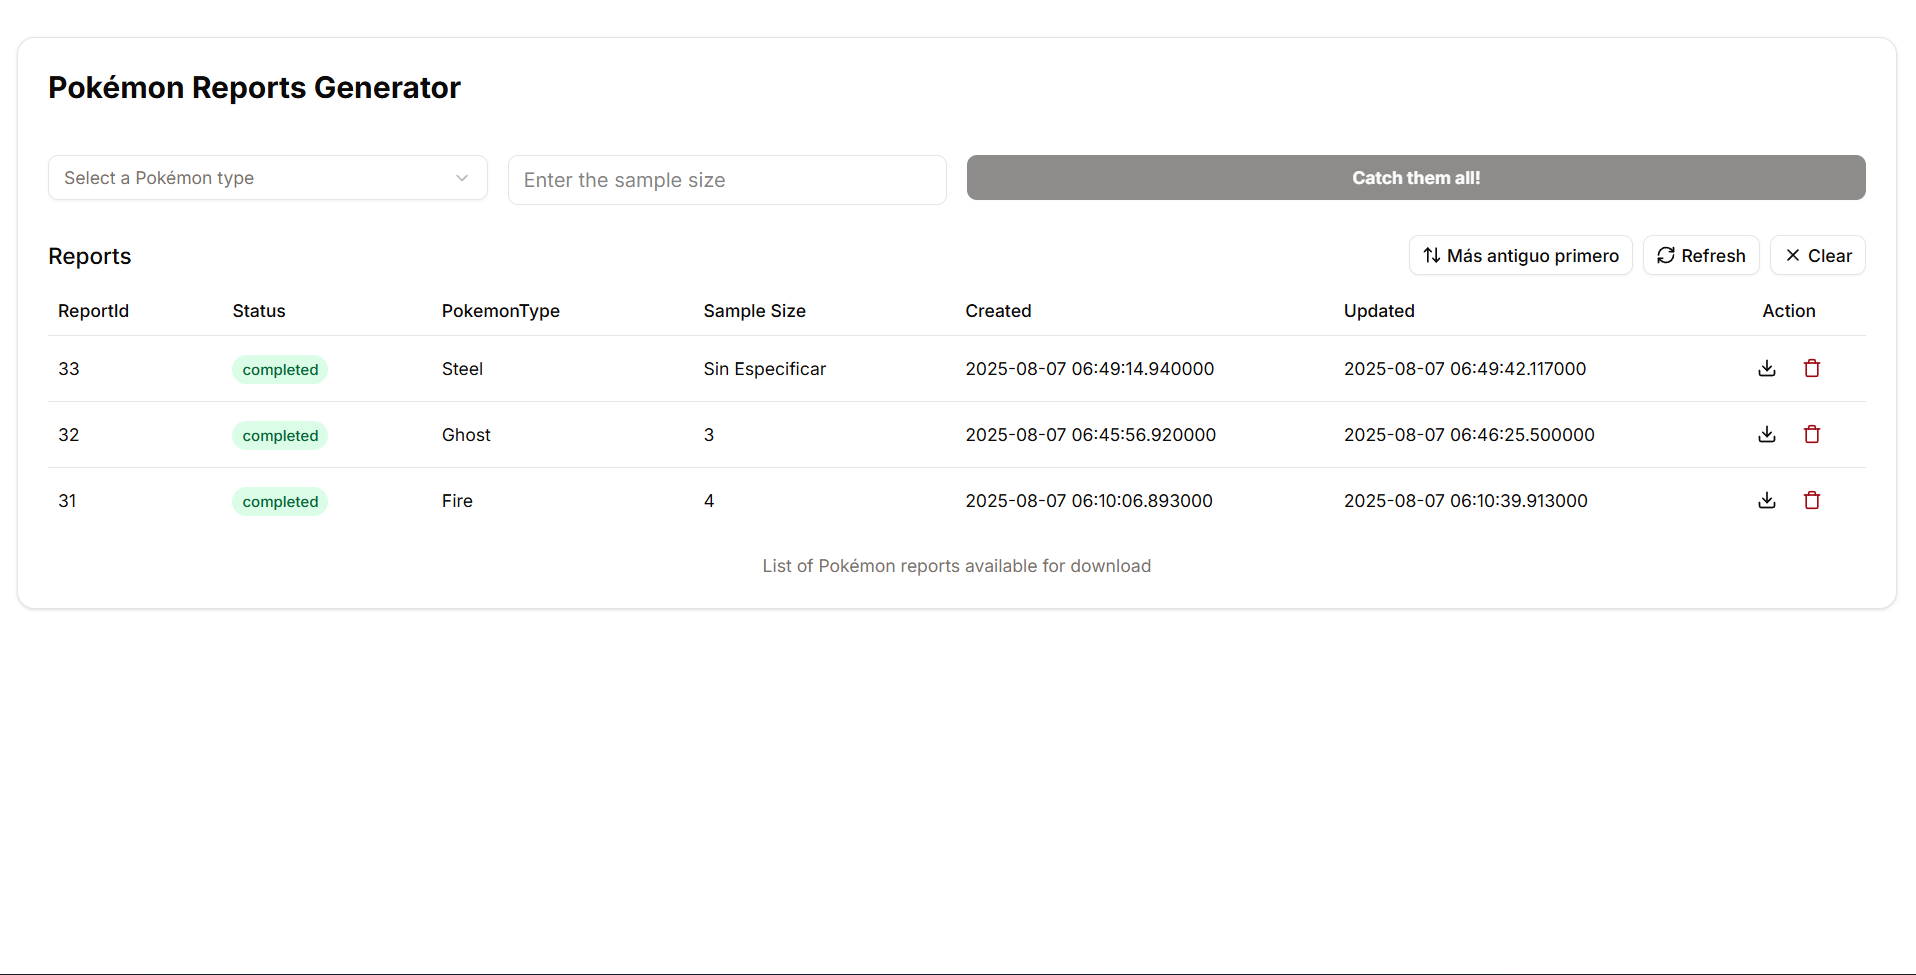 Pokémon Reports Generator
Select a Pokémon type
Enter the sample size
Catch them all!
Reports
Más antiguo primero
Refresh
Clear
ReportId Status PokemonType Sample Size Created Updated Action
33 completed Steel Sin Especificar 2025-08-07 06:49:14.940000 2025-08-07 06:49:42.117000
32 completed Ghost 3 2025-08-07 06:45:56.920000 2025-08-07 06:46:25.500000
31 completed Fire 4 2025-08-07 06:10:06.893000 2025-08-07 06:10:39.913000
List of Pokémon reports available for download